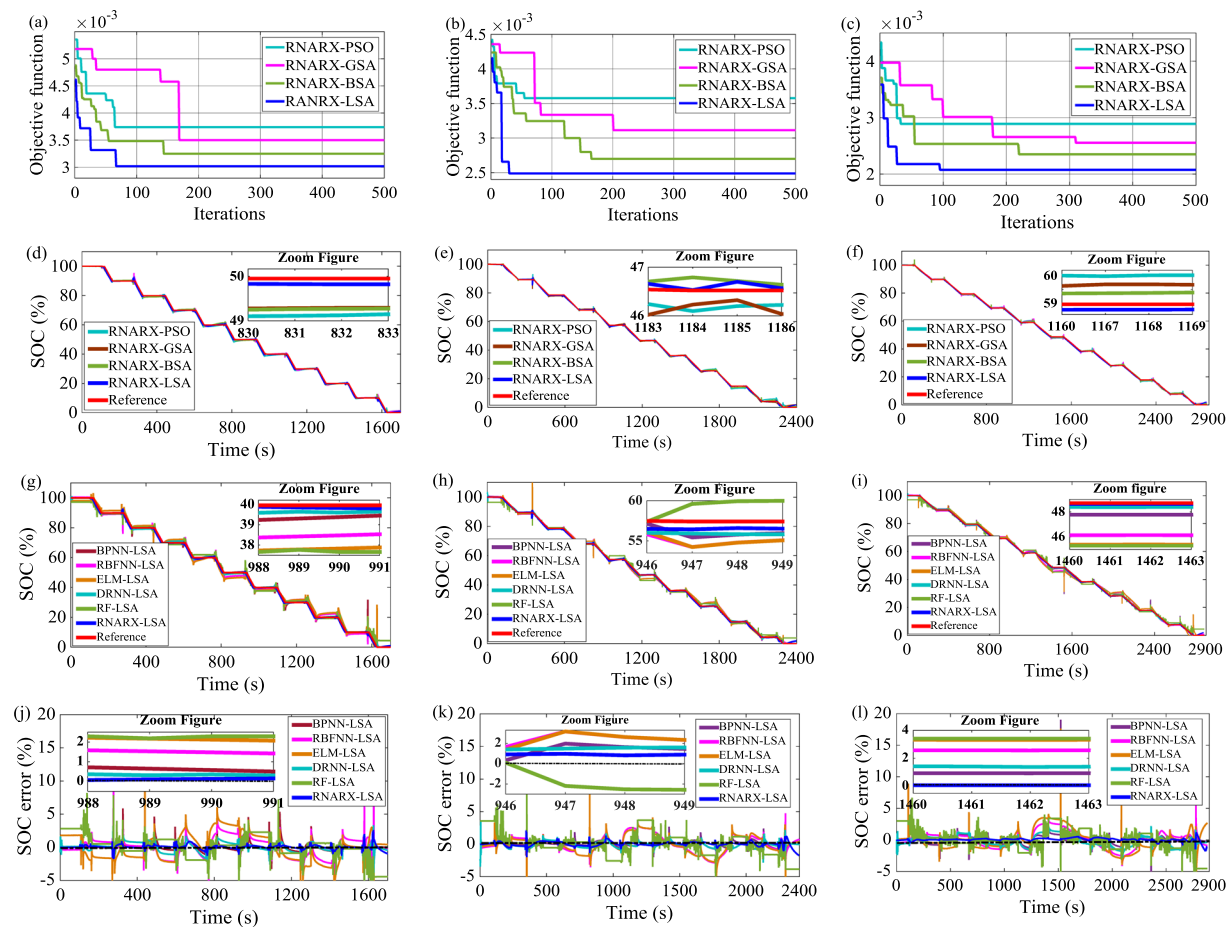 (a)
×10⁻³
5
4.5
4
3.5
3
0 100 200 300 400 500
Objective function
Iterations
RNARX-PSO
RNARX-GSA
RNARX-BSA
RANRX-LSA
(b)
×10⁻³
4.5
4
3.5
3
2.5
0 100 200 300 400 500
Objective function
Iterations
RNARX-PSO
RNARX-GSA
RNARX-BSA
RNARX-LSA
(c)
×10⁻³
4
3
2
0 100 200 300 400 500
Objective function
Iterations
RNARX-PSO
RNARX-GSA
RNARX-BSA
RNARX-LSA
(d)
100
80
60
40
20
0
0 400 800 1200 1600
SOC (%)
Time (s)
Zoom Figure
50
49
830 831 832 833
RNARX-PSO
RNARX-GSA
RNARX-BSA
RNARX-LSA
Reference
(e)
100
80
60
40
20
0
0 600 1200 1800 2400
SOC (%)
Time (s)
Zoom Figure
47
46
1183 1184 1185 1186
RNARX-PSO
RNARX-GSA
RNARX-BSA
RNARX-LSA
Reference
(f)
100
80
60
40
20
0
0 800 1600 2400 2900
SOC (%)
Time (s)
Zoom Figure
60
59
1160 1167 1168 1169
RNARX-PSO
RNARX-GSA
RNARX-BSA
RNARX-LSA
Reference
(g)
100
80
60
40
20
0
0 400 800 1200 1600
SOC (%)
Time (s)
Zoom Figure
40
39
38
988 989 990 991
BPNN-LSA
RBFNN-LSA
ELM-LSA
DRNN-LSA
RF-LSA
RNARX-LSA
Reference
(h)
100
80
60
40
20
0
0 600 1200 1800 2400
SOC (%)
Time (s)
Zoom Figure
60
55
946 947 948 949
BPNN-LSA
RBFNN-LSA
ELM-LSA
DRNN-LSA
RF-LSA
RNARX-LSA
Reference
(i)
100
80
60
40
20
0
0 800 1600 2400 2900
SOC (%)
Time (s)
Zoom figure
48
46
1460 1461 1462 1463
BPNN-LSA
RBFNN-LSA
ELM-LSA
DRNN-LSA
RF-LSA
RNARX-LSA
Reference
(j)
20
15
10
5
0
-5
0 400 800 1200 1600
SOC error (%)
Time (s)
Zoom Figure
2
1
0
988 989 990 991
BPNN-LSA
RBFNN-LSA
ELM-LSA
DRNN-LSA
RF-LSA
RNARX-LSA
(k)
20
15
10
5
0
-5
0 500 1000 1500 2000 2400
SOC error (%)
Time (s)
Zoom Figure
2
0
-2
946 947 948 949
BPNN-LSA
RBFNN-LSA
ELM-LSA
DRNN-LSA
RF-LSA
RNARX-LSA
(l)
20
15
10
5
0
-5
0 500 1000 1500 2000 2500 2900
SOC error (%)
Time (s)
Zoom Figure
4
2
0
1460 1461 1462 1463
BPNN-LSA
RBFNN-LSA
ELM-LSA
DRNN-LSA
RF-LSA
RNARX-LSA